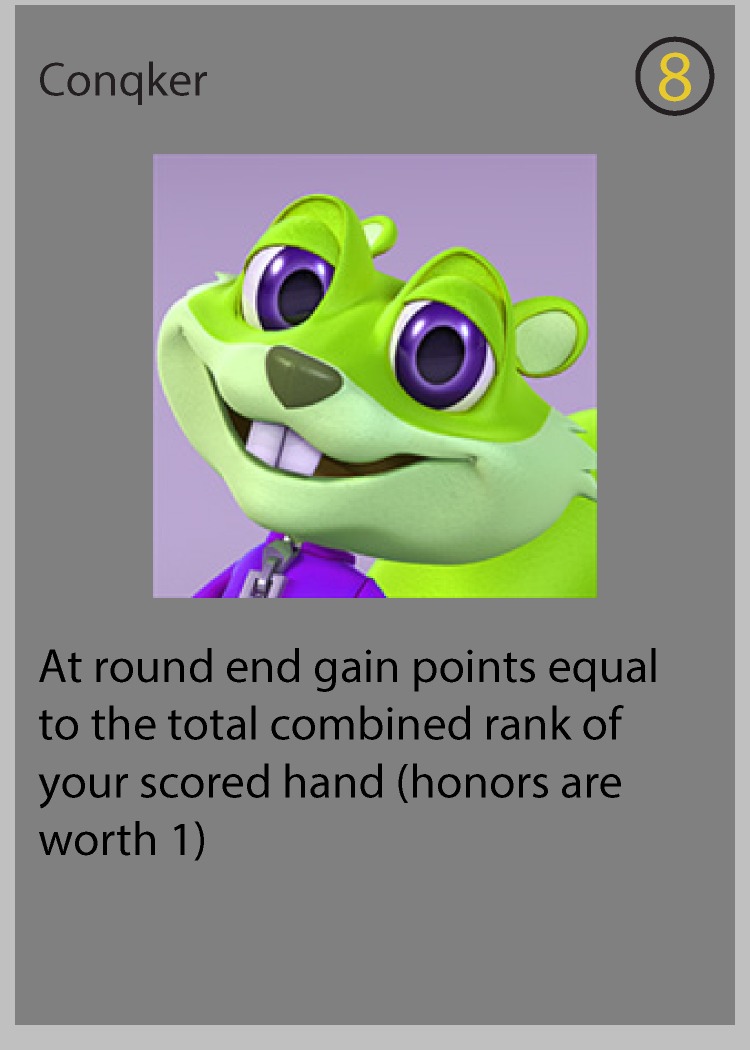 Conqker
8
At round end gain points equal
to the total combined rank of
your scored hand (honors are
worth 1)